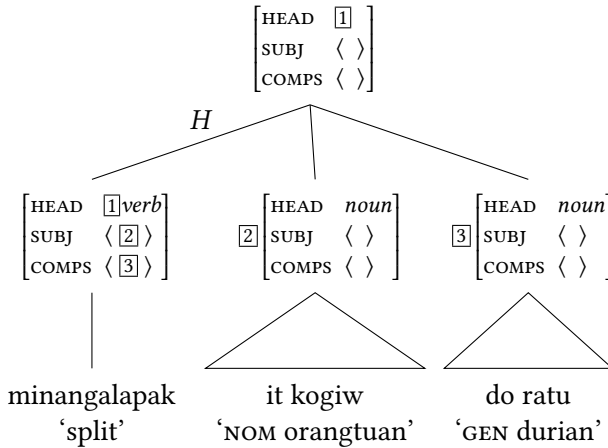 HEAD 1
SUBJ ⟨ ⟩
COMPS ⟨ ⟩
H
HEAD 1 verb
SUBJ ⟨ 2 ⟩
COMPS ⟨ 3 ⟩
2
HEAD noun
SUBJ ⟨ ⟩
COMPS ⟨ ⟩
3
HEAD noun
SUBJ ⟨ ⟩
COMPS ⟨ ⟩
minangalapak
‘split’
it kogiw
‘NOM orangtuan’
do ratu
‘GEN durian’